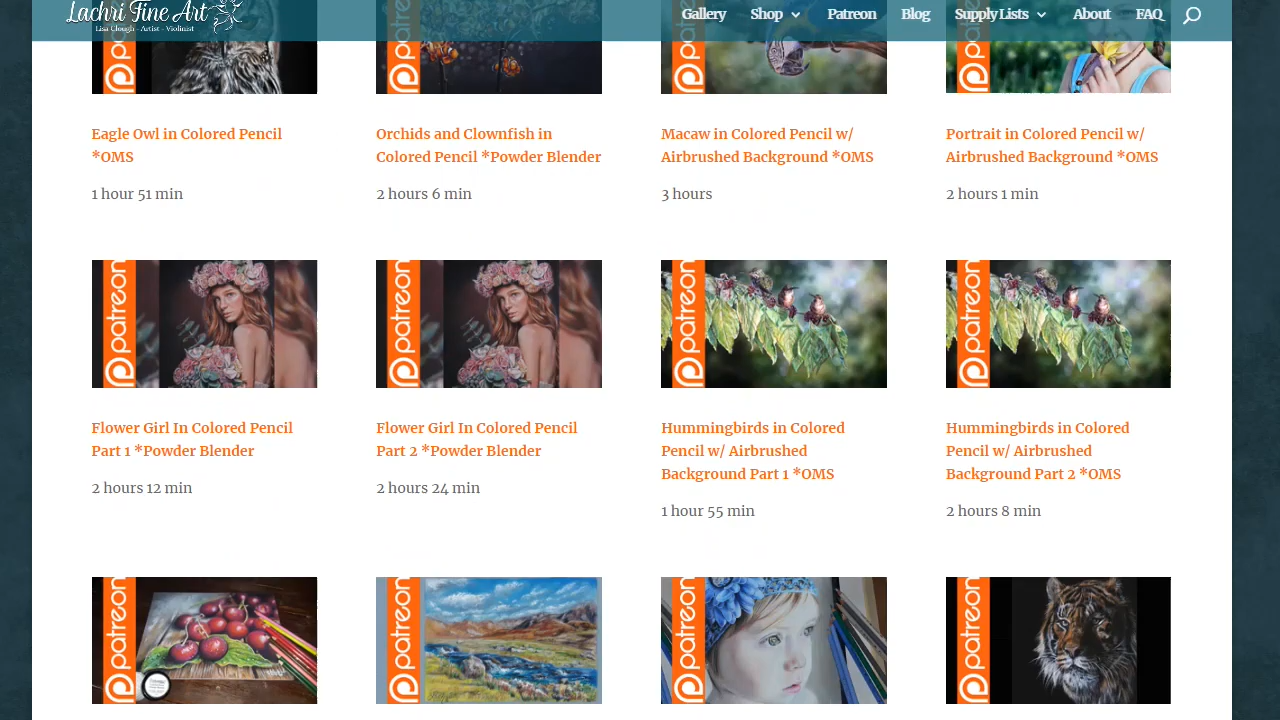 Lachri Fine Art
Lisa Clough - Artist - Violinist
Gallery Shop Patreon Blog Supply Lists About FAQ
Eagle Owl in Colored Pencil
*OMS
1 hour 51 min
Orchids and Clownfish in
Colored Pencil *Powder Blender
2 hours 6 min
Macaw in Colored Pencil w/
Airbrushed Background *OMS
3 hours
Portrait in Colored Pencil w/
Airbrushed Background *OMS
2 hours 1 min
patreon
patreon
patreon
patreon
Flower Girl In Colored Pencil
Part 1 *Powder Blender
2 hours 12 min
Flower Girl In Colored Pencil
Part 2 *Powder Blender
2 hours 24 min
Hummingbirds in Colored
Pencil w/ Airbrushed
Background Part 1 *OMS
1 hour 55 min
Hummingbirds in Colored
Pencil w/ Airbrushed
Background Part 2 *OMS
2 hours 8 min
patreon
patreon
patreon
patreon